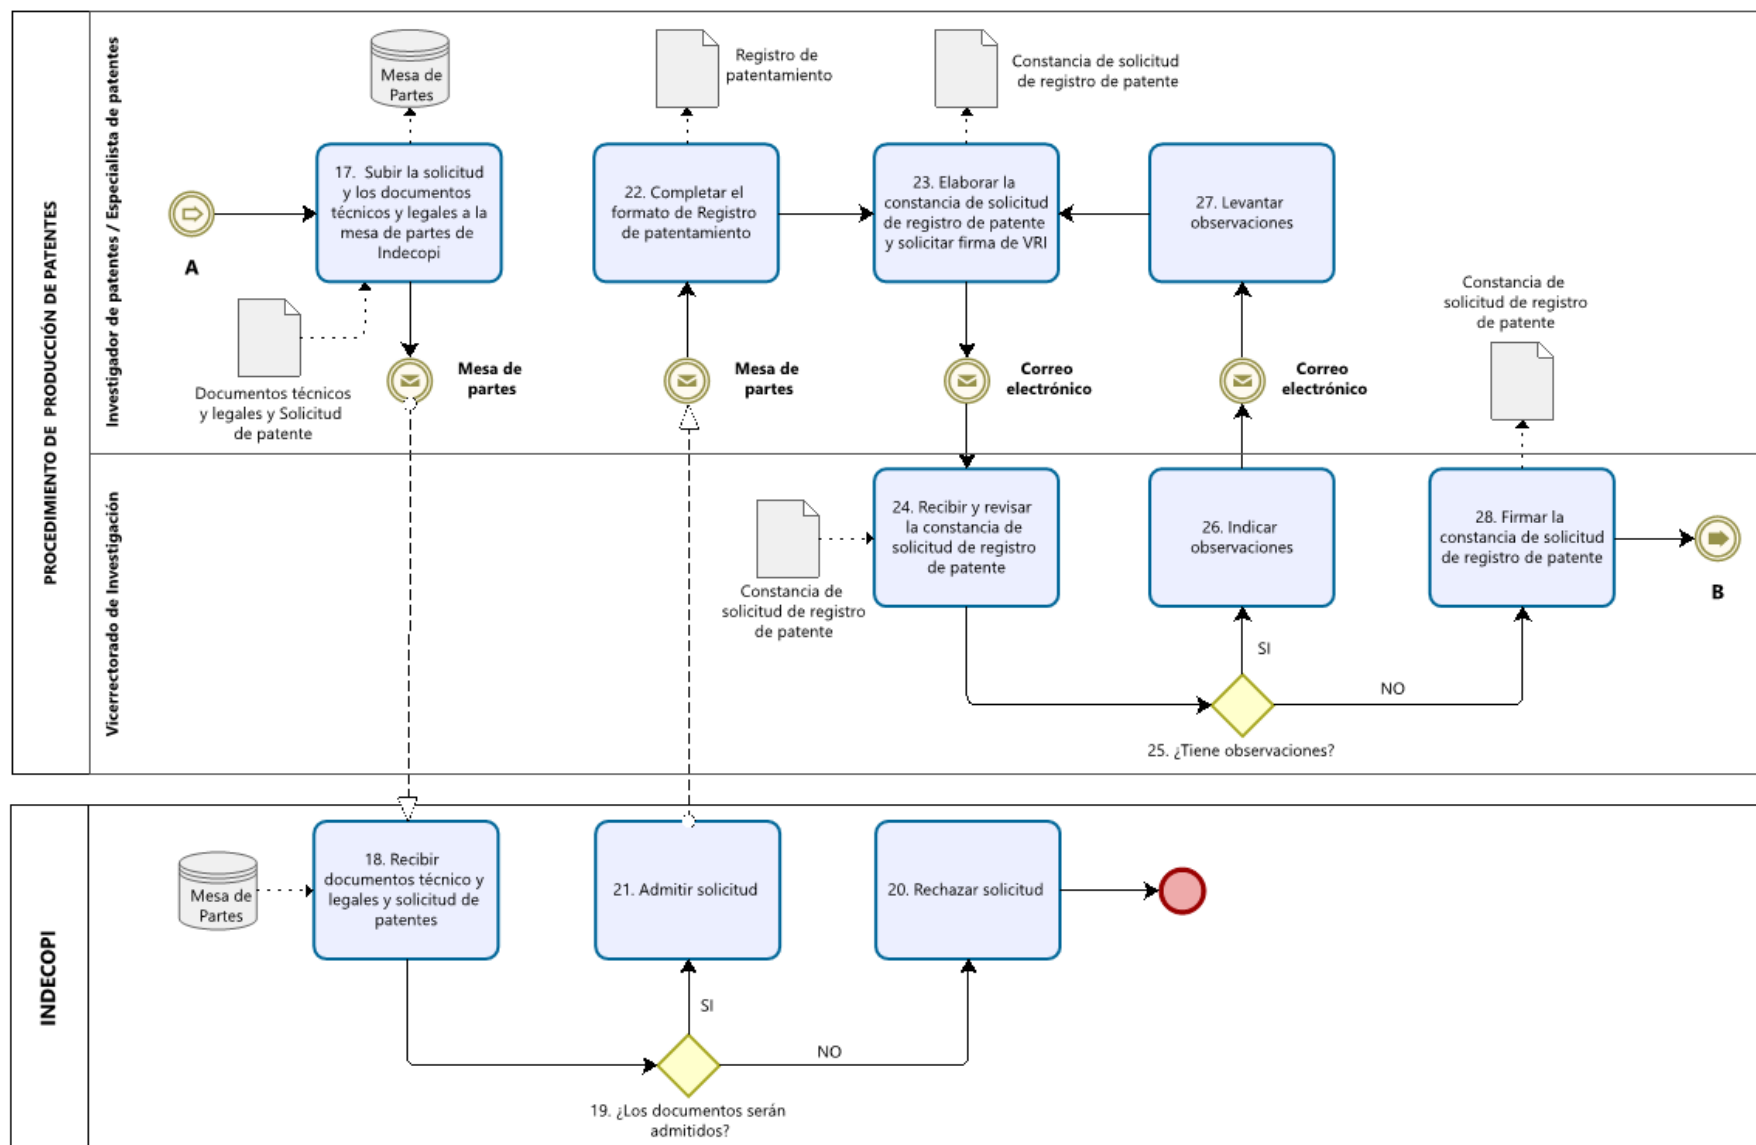 PROCEDIMIENTO DE PRODUCCIÓN DE PATENTES
Investigador de patentes / Especialista de patentes
Mesa de
Partes
Registro de
patentamiento
Constancia de solicitud
de registro de patente
17. Subir la solicitud
y los documentos
técnicos y legales a la
mesa de partes de
Indecopi
22. Completar el
formato de Registro
de patentamiento
23. Elaborar la
constancia de solicitud
de registro de patente
y solicitar firma de VRI
27. Levantar
observaciones
A
Documentos técnicos
y legales y Solicitud
de patente
Mesa de
partes
Mesa de
partes
Correo
electrónico
Correo
electrónico
Constancia de
solicitud de registro
de patente
Vicerrectorado de Investigación
Constancia de
solicitud de registro
de patente
24. Recibir y revisar
la constancia de
solicitud de registro
de patente
26. Indicar
observaciones
28. Firmar la
constancia de solicitud
de registro de patente
B
SI
NO
25. ¿Tiene observaciones?
INDECOPI
Mesa de
Partes
18. Recibir
documentos técnico y
legales y solicitud de
patentes
21. Admitir solicitud
20. Rechazar solicitud
SI
NO
19. ¿Los documentos serán
admitidos?